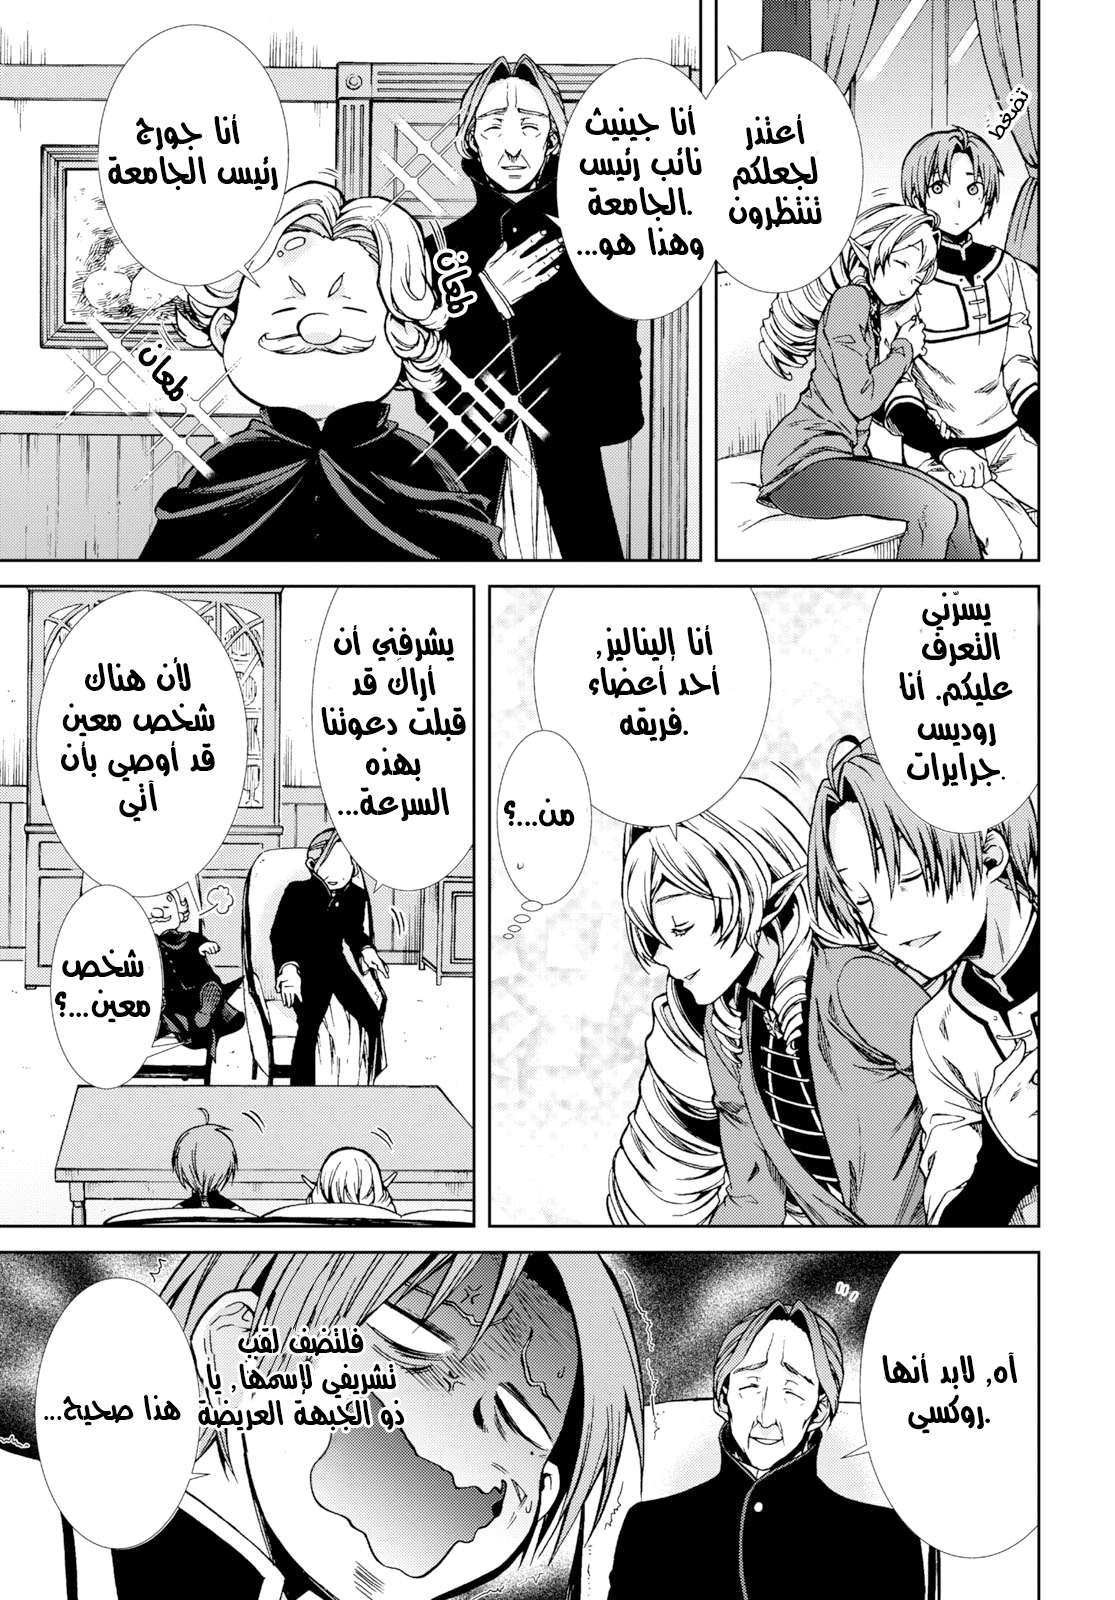 أعتذر
لجعلكم
تنتظرون
تضغط
أنا جينيث
نائب رئيس
الجامعة.
وهذا هو...
أنا جورج
رئيس الجامعة
لمعان
لمعان
يسرّني
التعرف
عليكم. أنا
روديس
جرايرات.
أنا إليناليز,
أحد أعضاء
فريقه.
من...؟
يشرفني أن
أراك قد
قبلت دعوتنا
بهذه
السرعة...
لأن هناك
شخص معين
قد أوصى بأن
آتي
شخص
معين...؟
آه, لابد أنها
روكسي.
فلتضف لقب
تشريفي لإسمها, يا
ذو الجبهة العريضة
هذا صحيح...